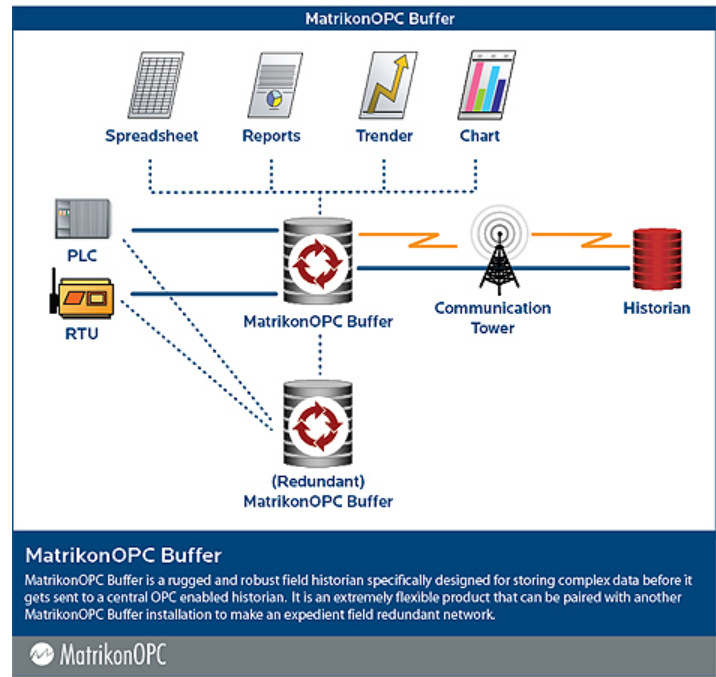 MatrikonOPC Buffer
Spreadsheet
Reports
Trender
Chart
PLC
RTU
MatrikonOPC Buffer
Communication
Tower
Historian
(Redundant)
MatrikonOPC Buffer
MatrikonOPC Buffer
MatrikonOPC Buffer is a rugged and robust field historian specifically designed for storing complex data before it
gets sent to a central OPC enabled historian. It is an extremely flexible product that can be paired with another
MatrikonOPC Buffer installation to make an expedient field redundant network.
MatrikonOPC